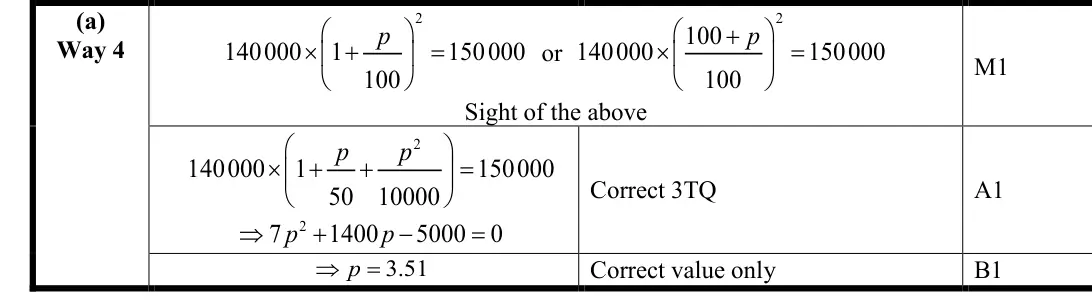 (a)
Way 4
140000×(1+p/100)²=150000 or 140000×((100+p)/100)²=150000
Sight of the above
M1
140000×(1+p/50+p²/10000)=150000
⇒7p²+1400p−5000=0
Correct 3TQ
A1
⇒p=3.51
Correct value only
B1